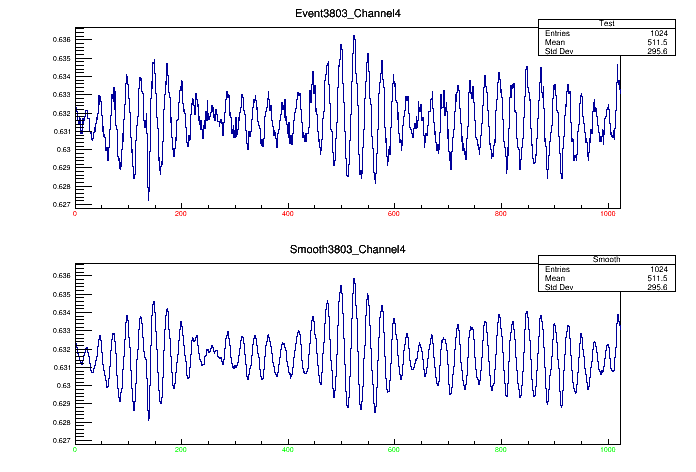 Event3803_Channel4
Test
Entries 1024
Mean 511.5
Std Dev 295.6
0.636
0.635
0.634
0.633
0.632
0.631
0.63
0.629
0.628
0.627
0 200 400 600 800 1000
Smooth3803_Channel4
Smooth
Entries 1024
Mean 511.5
Std Dev 295.6
0.636
0.635
0.634
0.633
0.632
0.631
0.63
0.629
0.628
0.627
0 200 400 600 800 1000